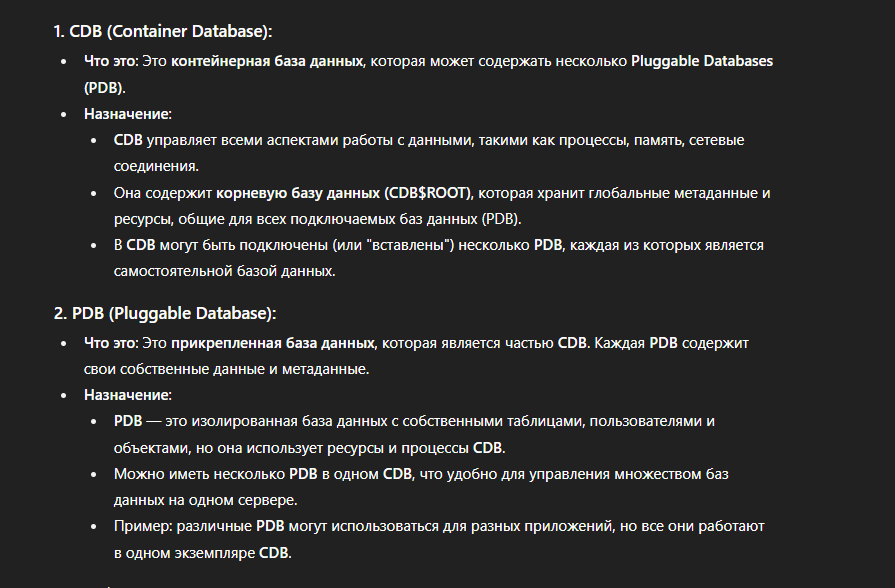 1. CDB (Container Database):
• Что это: Это контейнерная база данных, которая может содержать несколько Pluggable Databases
(PDB).
• Назначение:
• CDB управляет всеми аспектами работы с данными, такими как процессы, память, сетевые
соединения.
• Она содержит корневую базу данных (CDB$ROOT), которая хранит глобальные метаданные и
ресурсы, общие для всех подключаемых баз данных (PDB).
• В CDB могут быть подключены (или "вставлены") несколько PDB, каждая из которых является
самостоятельной базой данных.
2. PDB (Pluggable Database):
• Что это: Это прикрепленная база данных, которая является частью CDB. Каждая PDB содержит
свои собственные данные и метаданные.
• Назначение:
• PDB — это изолированная база данных с собственными таблицами, пользователями и
объектами, но она использует ресурсы и процессы CDB.
• Можно иметь несколько PDB в одном CDB, что удобно для управления множеством баз
данных на одном сервере.
• Пример: различные PDB могут использоваться для разных приложений, но все они работают
в одном экземпляре CDB.